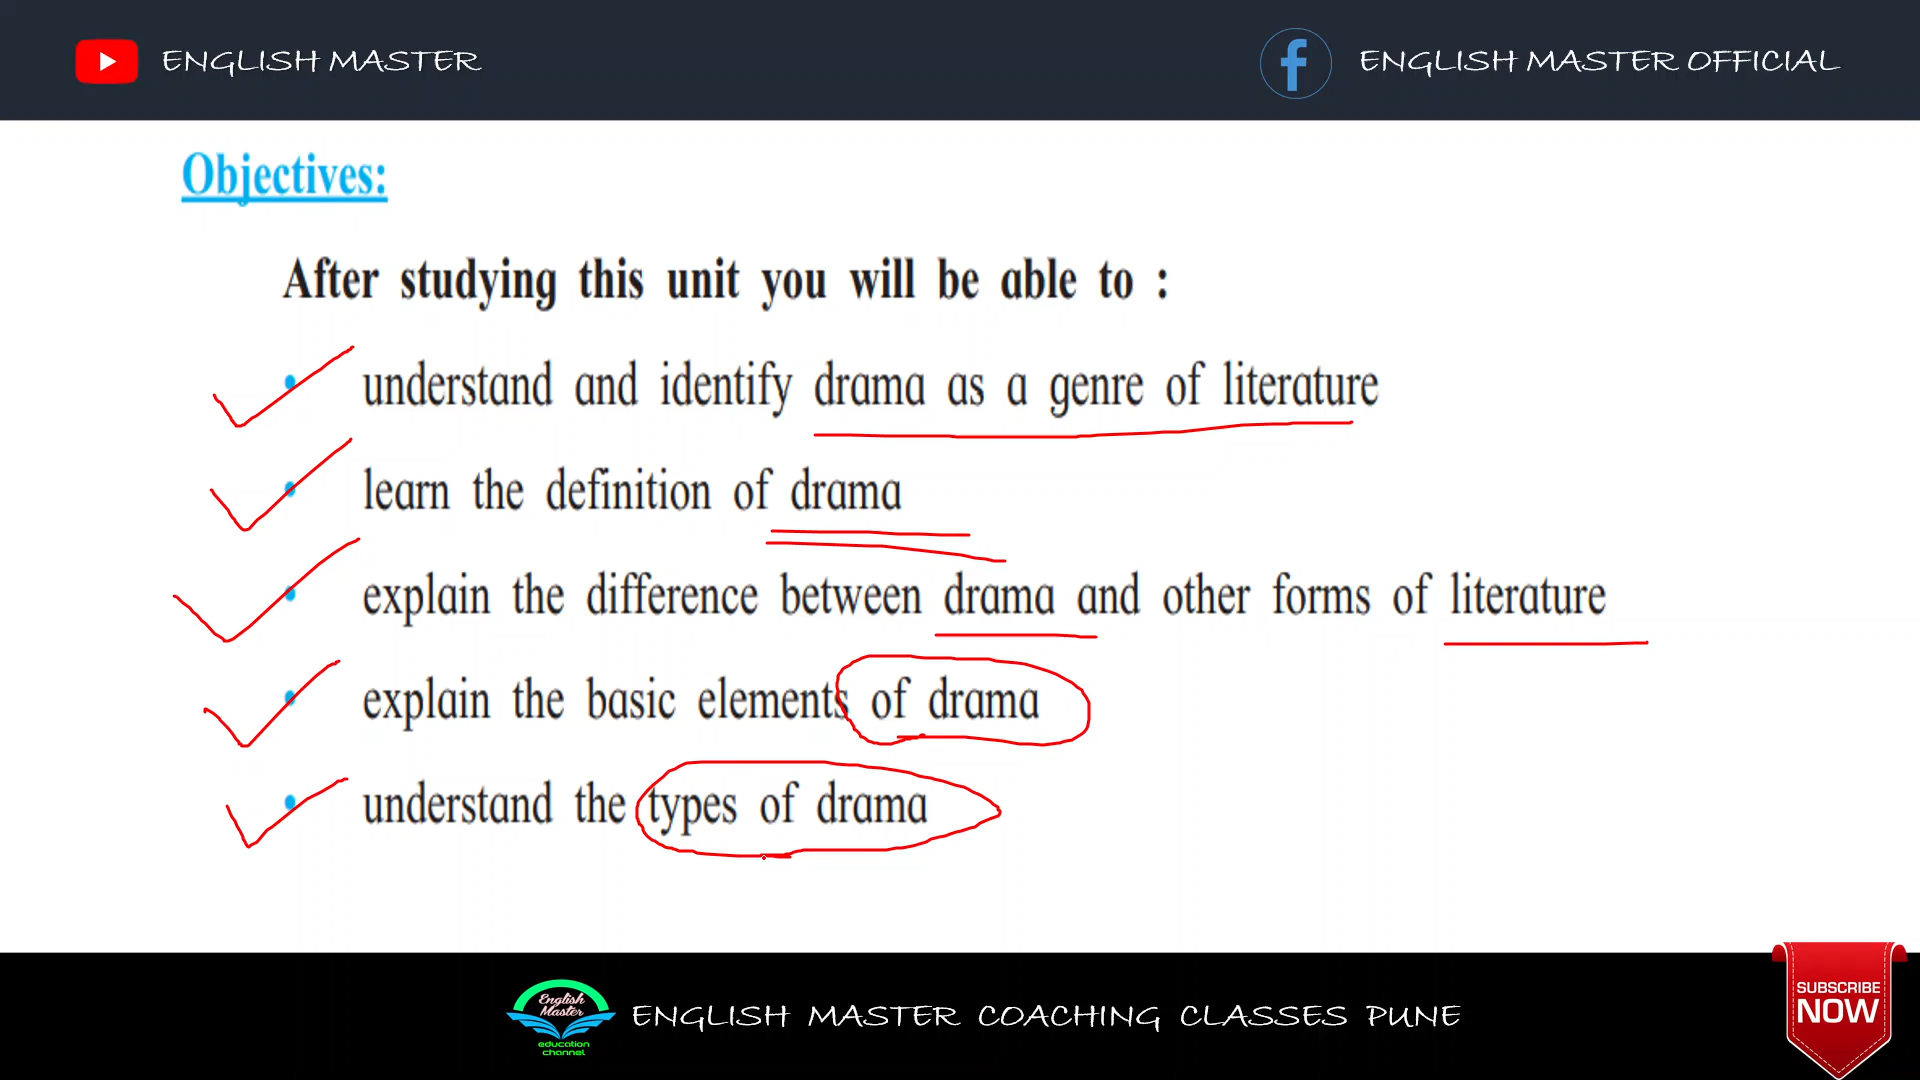 ENGLISH MASTER
ENGLISH MASTER OFFICIAL
Objectives:
After studying this unit you will be able to :
• understand and identify drama as a genre of literature
• learn the definition of drama
• explain the difference between drama and other forms of literature
• explain the basic elements of drama
• understand the types of drama
English
Master
education
channel
ENGLISH MASTER COACHING CLASSES PUNE
SUBSCRIBE
NOW